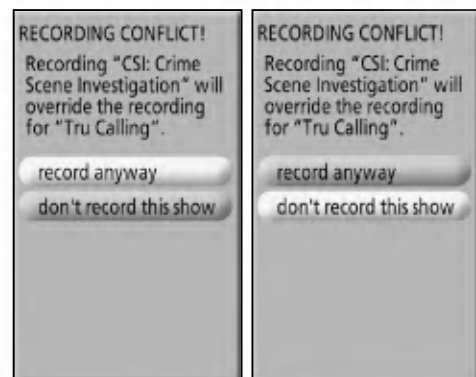 RECORDING CONFLICT!
Recording "CSI: Crime
Scene Investigation" will
override the recording
for "Tru Calling".
record anyway
don't record this show
RECORDING CONFLICT!
Recording "CSI: Crime
Scene Investigation" will
override the recording
for "Tru Calling".
record anyway
don't record this show